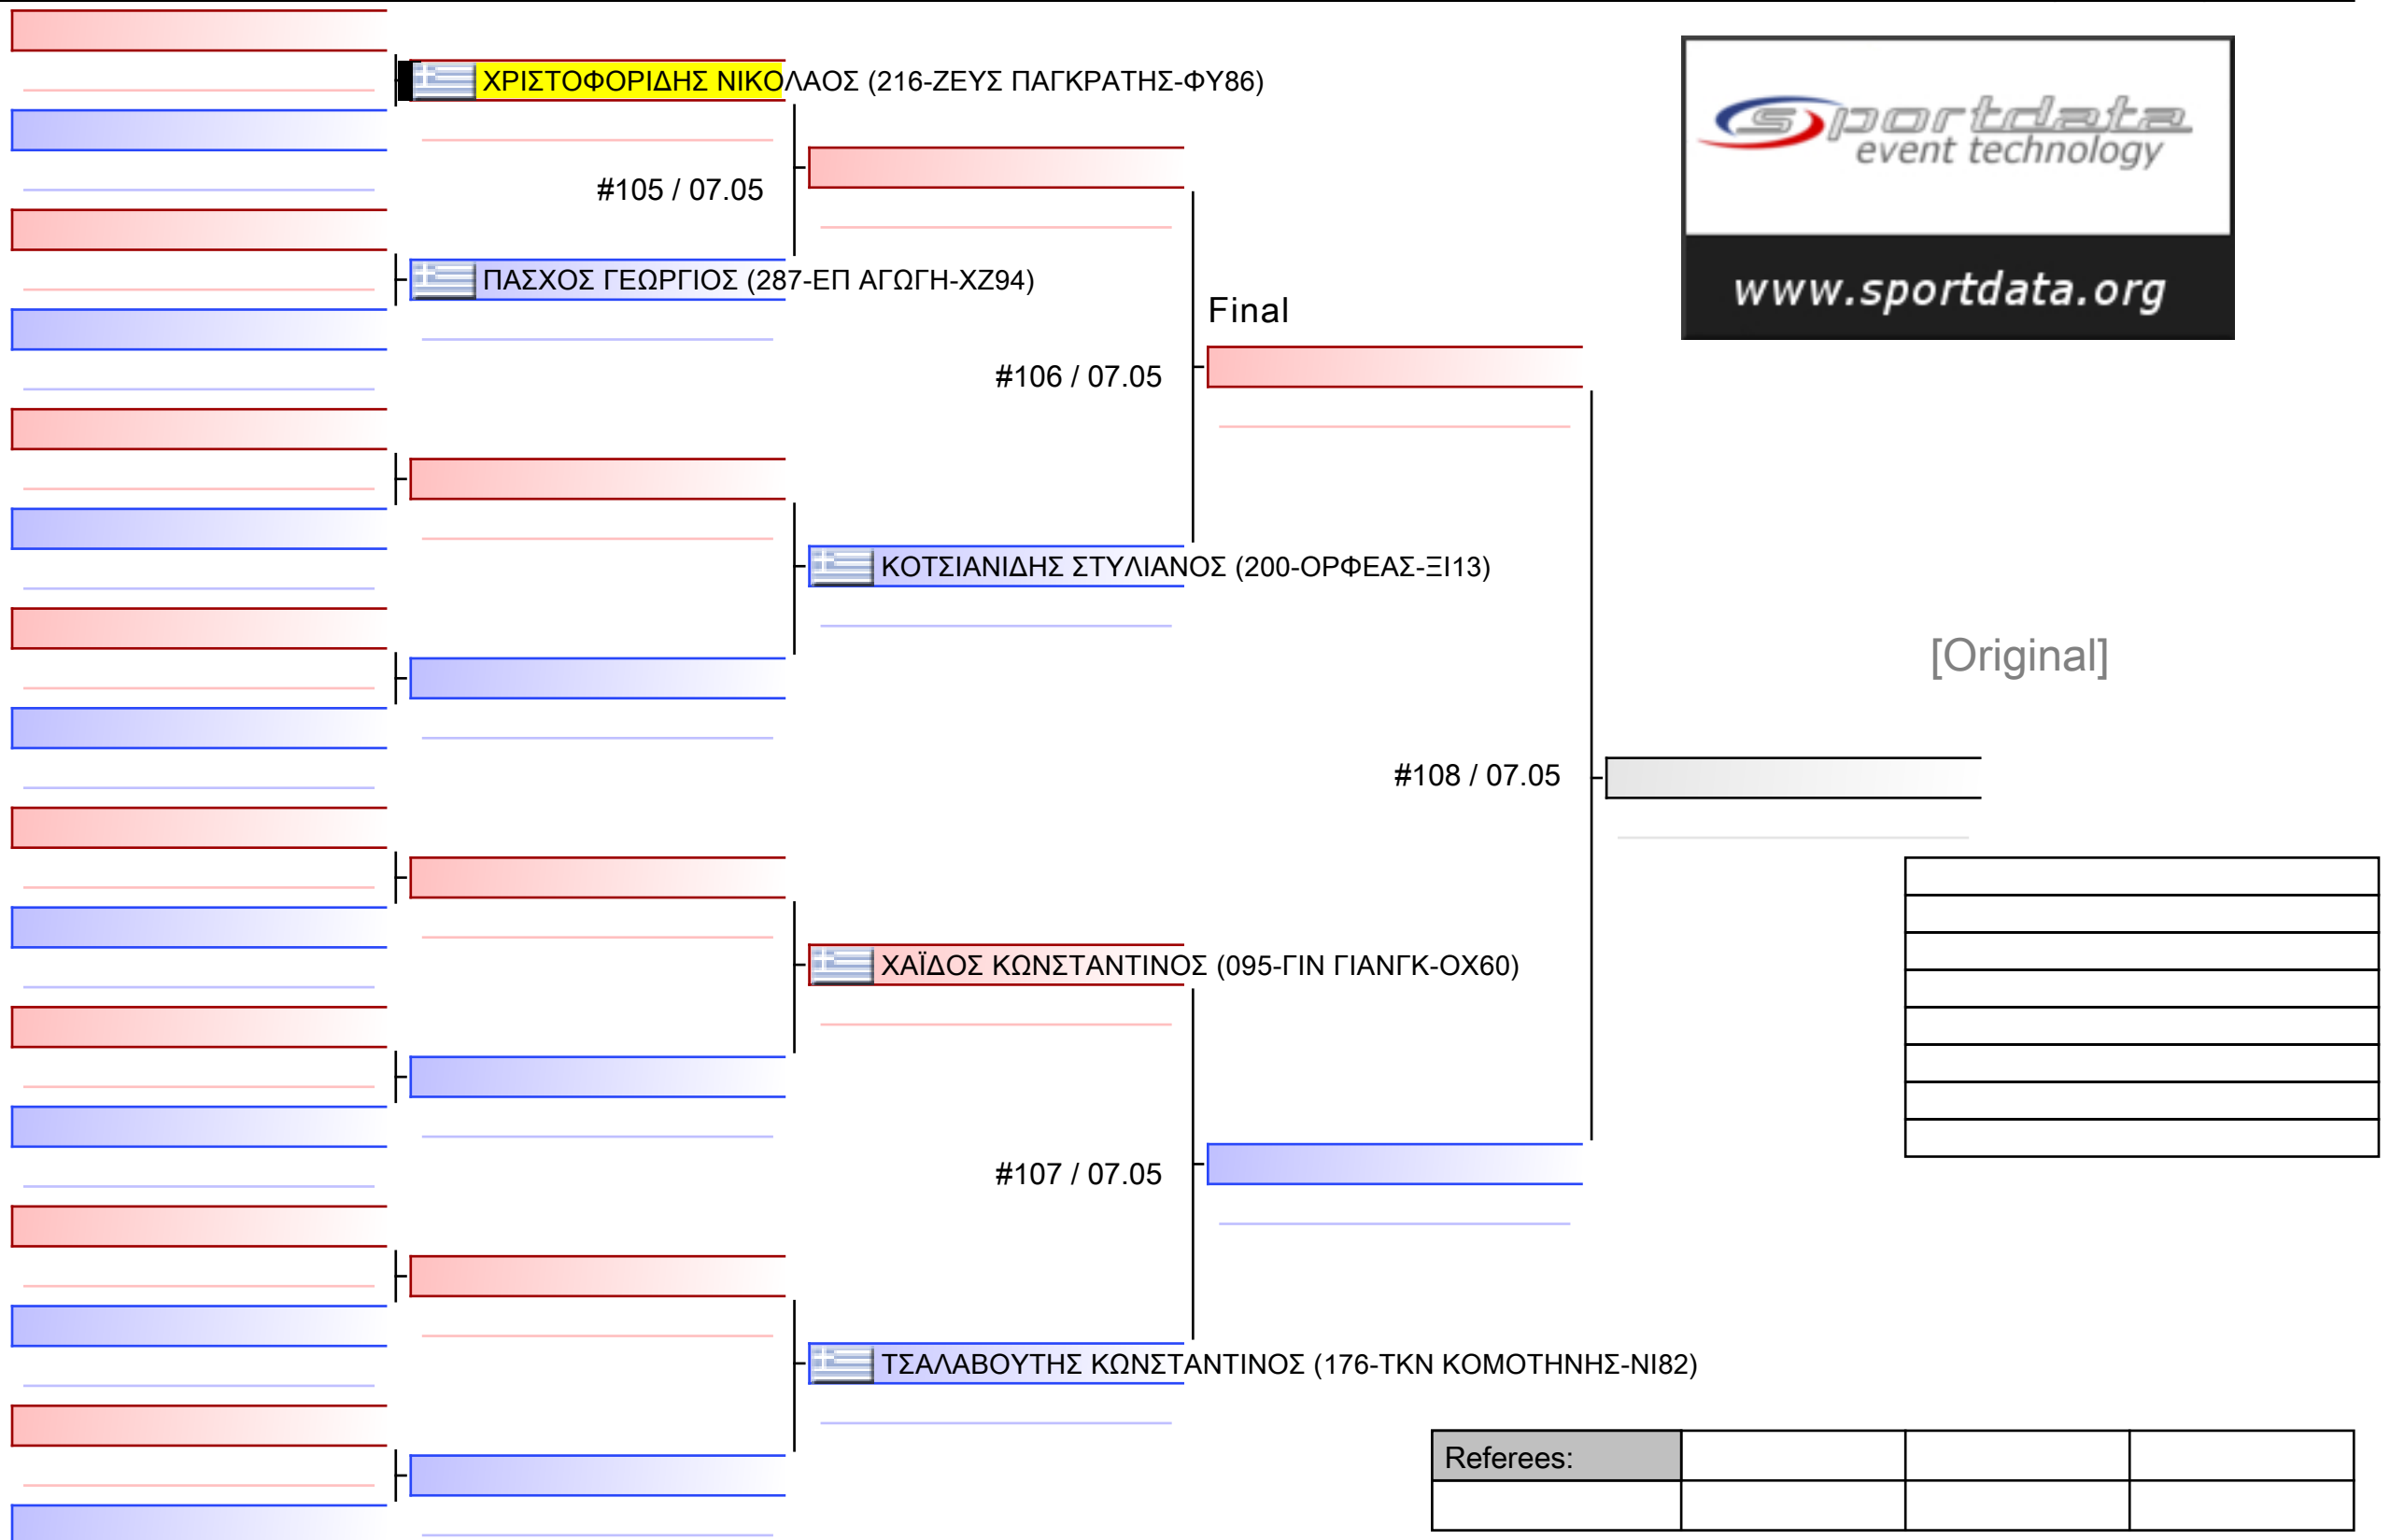 ΧΡΙΣΤΟΦΟΡΙΔΗΣ ΝΙΚΟΛΑΟΣ (216-ΖΕΥΣ ΠΑΓΚΡΑΤΗΣ-ΦΥ86)
sportdata
event technology
#105 / 07.05
ΠΑΣΧΟΣ ΓΕΩΡΓΙΟΣ (287-ΕΠ ΑΓΩΓΗ-ΧΖ94)
www.sportdata.org
Final
#106 / 07.05
ΚΟΤΣΙΑΝΙΔΗΣ ΣΤΥΛΙΑΝΟΣ (200-ΟΡΦΕΑΣ-ΞΙ13)
[Original]
#108 / 07.05
ΧΑΪΔΟΣ ΚΩΝΣΤΑΝΤΙΝΟΣ (095-ΓΙΝ ΓΙΑΝΓΚ-ΟΧ60)
#107 / 07.05
ΤΣΑΛΑΒΟΥΤΗΣ ΚΩΝΣΤΑΝΤΙΝΟΣ (176-ΤΚΝ ΚΟΜΟΤΗΝΗΣ-ΝΙ82)
Referees: